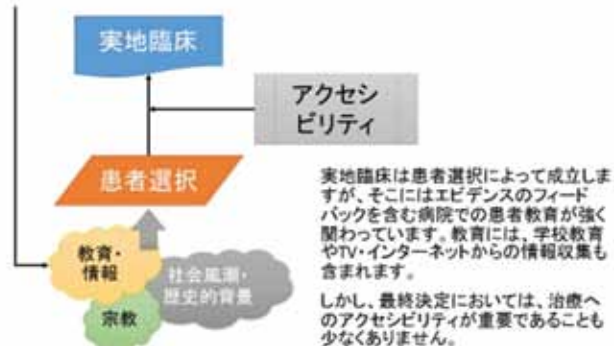 実地臨床
アクセシ
ビリティ
患者選択
教育・
情報
社会風潮・
歴史的背景
宗教
実地臨床は患者選択によって成立しま
すが、そこにはエビデンスのフィード
バックを含む病院での患者教育が強く
関わっています。教育には、学校教育
やTV・インターネットからの情報収集も
含まれます。
しかし、最終決定においては、治療へ
のアクセシビリティが重要であることも
少なくありません。